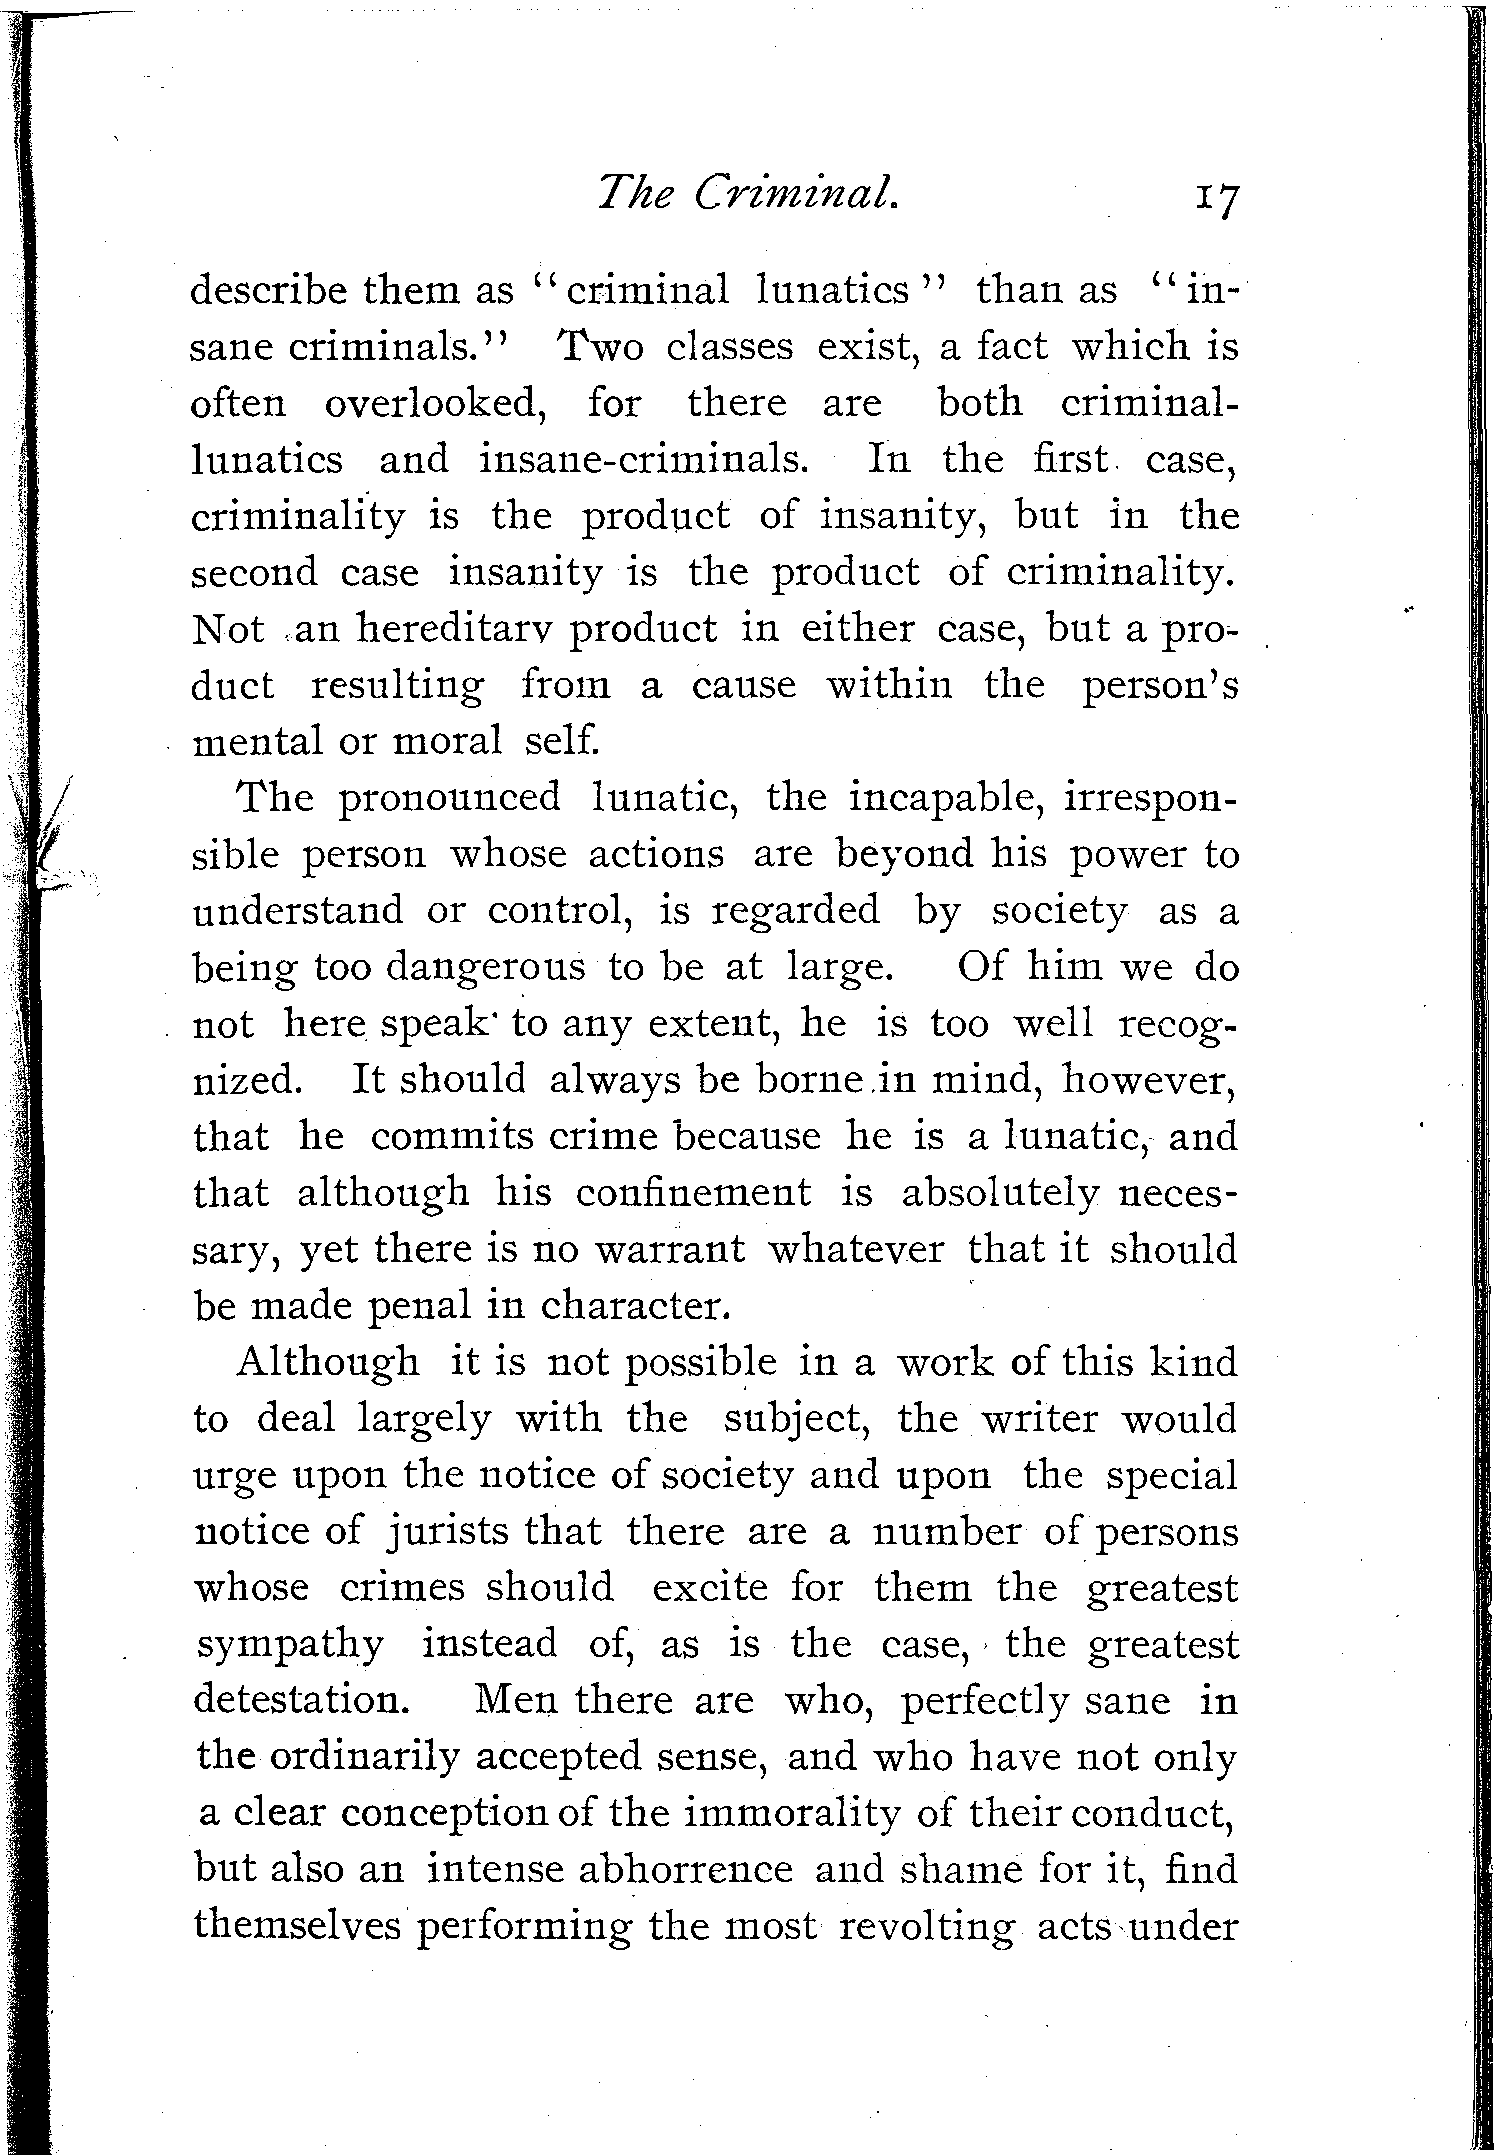 The Criminal. 17
describe them as "criminal lunatics" than as "in-
sane criminals." Two classes exist, a fact which is
often overlooked, for there are both criminal-
lunatics and insane-criminals. In the first case,
criminality is the product of insanity, but in the
second case insanity is the product of criminality.
Not an hereditary product in either case, but a pro-
duct resulting from a cause within the person's
mental or moral self.
The pronounced lunatic, the incapable, irrespon-
sible person whose actions are beyond his power to
understand or control, is regarded by society as a
being too dangerous to be at large. Of him we do
not here speak to any extent, he is too well recog-
nized. It should always be borne in mind, however,
that he commits crime because he is a lunatic, and
that although his confinement is absolutely neces-
sary, yet there is no warrant whatever that it should
be made penal in character.
Although it is not possible in a work of this kind
to deal largely with the subject, the writer would
urge upon the notice of society and upon the special
notice of jurists that there are a number of persons
whose crimes should excite for them the greatest
sympathy instead of, as is the case, the greatest
detestation. Men there are who, perfectly sane in
the ordinarily accepted sense, and who have not only
a clear conception of the immorality of their conduct,
but also an intense abhorrence and shame for it, find
themselves performing the most revolting acts under